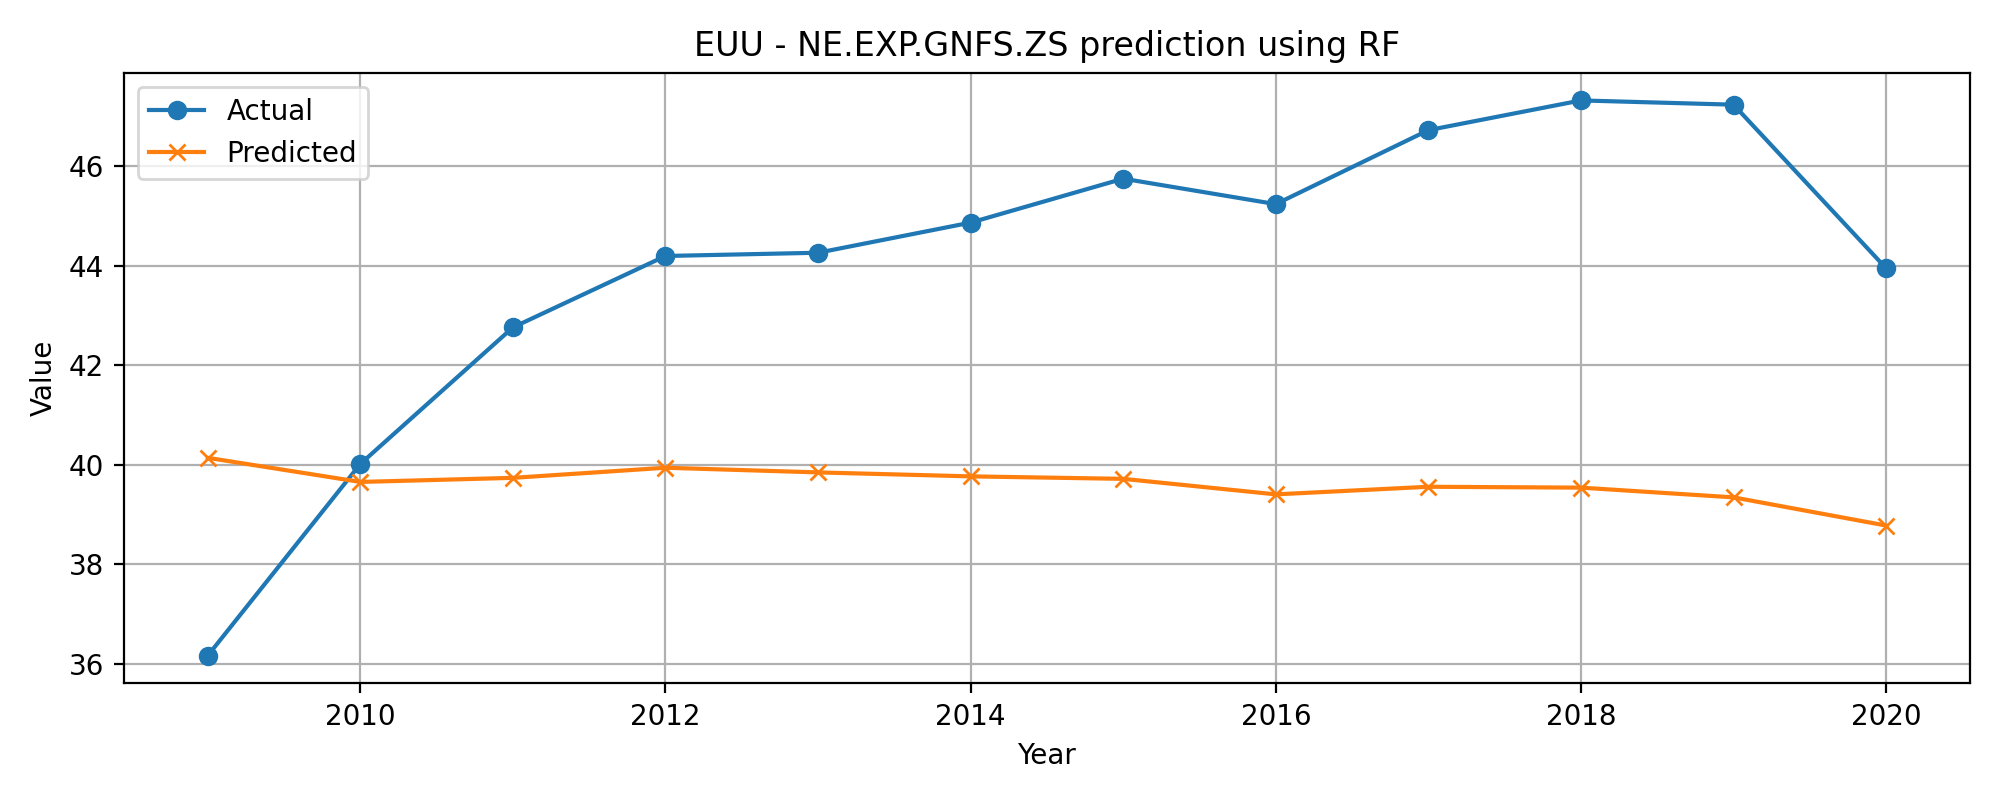 EUU - NE.EXP.GNFS.ZS prediction using RF
Actual
Predicted
46
44
42
40
38
36
Value
2010 2012 2014 2016 2018 2020
Year